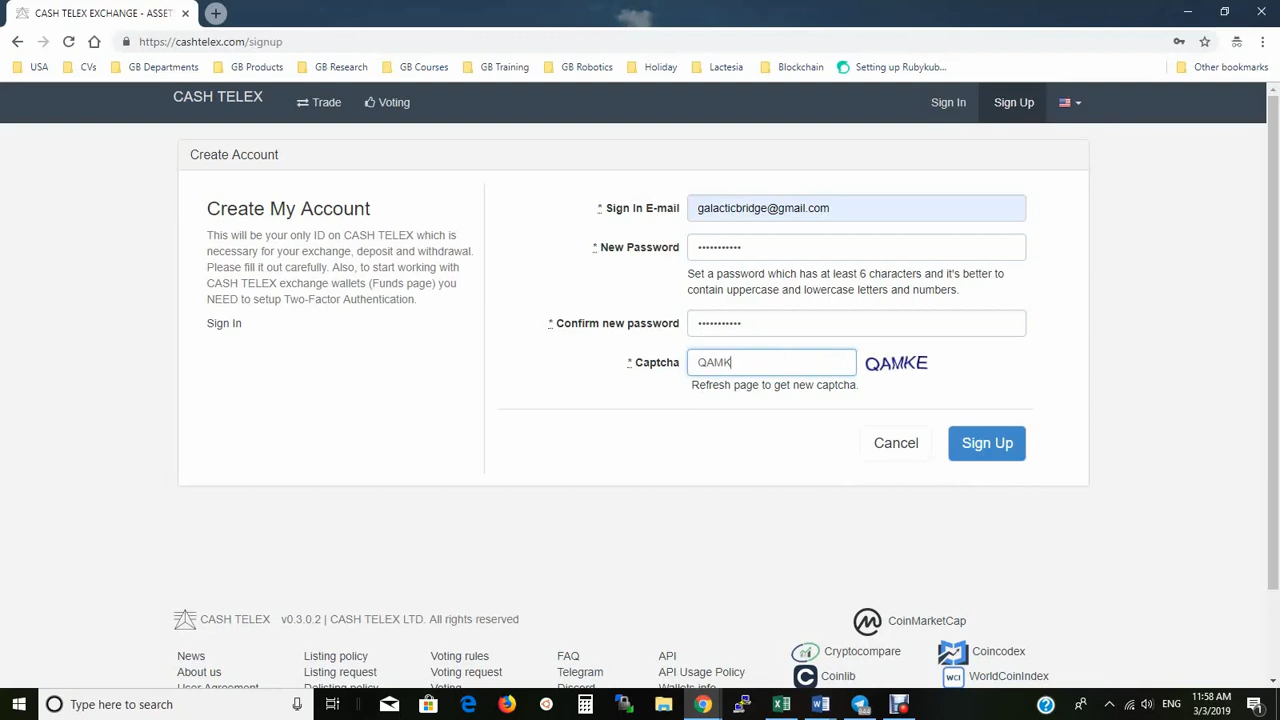 CASH TELEX EXCHANGE - ASSET
https://cashtelex.com/signup
USA
CVs
GB Departments
GB Products
GB Research
GB Courses
GB Training
GB Robotics
Holiday
Lactesia
Blockchain
Setting up Rubykub...
Other bookmarks
CASH TELEX
Trade
Voting
Sign In
Sign Up
Create Account
Create My Account
This will be your only ID on CASH TELEX which is
necessary for your exchange, deposit and withdrawal.
Please fill it out carefully. Also, to start working with
CASH TELEX exchange wallets (Funds page) you
NEED to setup Two-Factor Authentication.
Sign In
* Sign In E-mail
galacticbridge@gmail.com
* New Password
•••••••••••
Set a password which has at least 6 characters and it's better to
contain uppercase and lowercase letters and numbers.
* Confirm new password
•••••••••••
* Captcha
QAMK
QAMKE
Refresh page to get new captcha.
Cancel
Sign Up
CASH TELEX v0.3.0.2 | CASH TELEX LTD. All rights reserved
CoinMarketCap
Cryptocompare
Coincodex
Coinlib
WCI
WorldCoinIndex
News
Listing policy
Voting rules
FAQ
API
About us
Listing request
Voting request
Telegram
API Usage Policy
User Agreement
Delisting policy
Voting
Discord
Wallets info
Type here to search
ENG
11:58 AM
3/3/2019